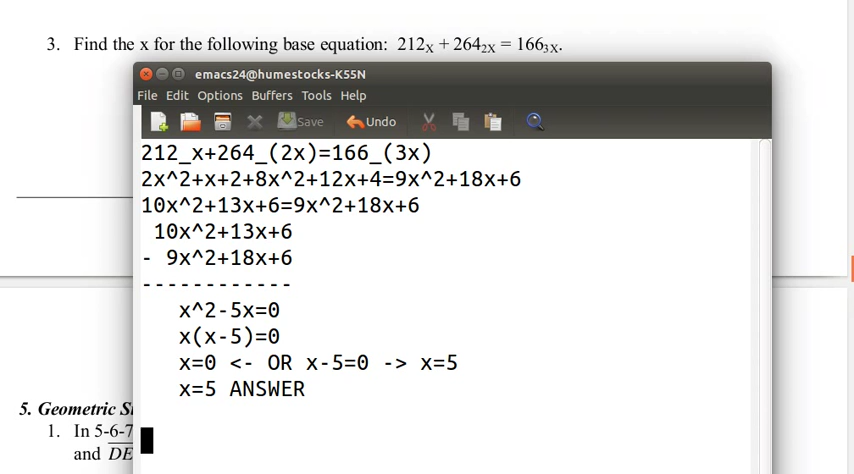 3. Find the x for the following base equation: 212x + 2642x = 1663x.
emacs24@humestocks-K55N
File Edit Options Buffers Tools Help
Save Undo
212_x+264_(2x)=166_(3x)
2x^2+x+2+8x^2+12x+4=9x^2+18x+6
10x^2+13x+6=9x^2+18x+6
10x^2+13x+6
- 9x^2+18x+6
------------
x^2-5x=0
x(x-5)=0
x=0 <- OR x-5=0 -> x=5
x=5 ANSWER
5. Geometric
1. In 5-6-7
and DE